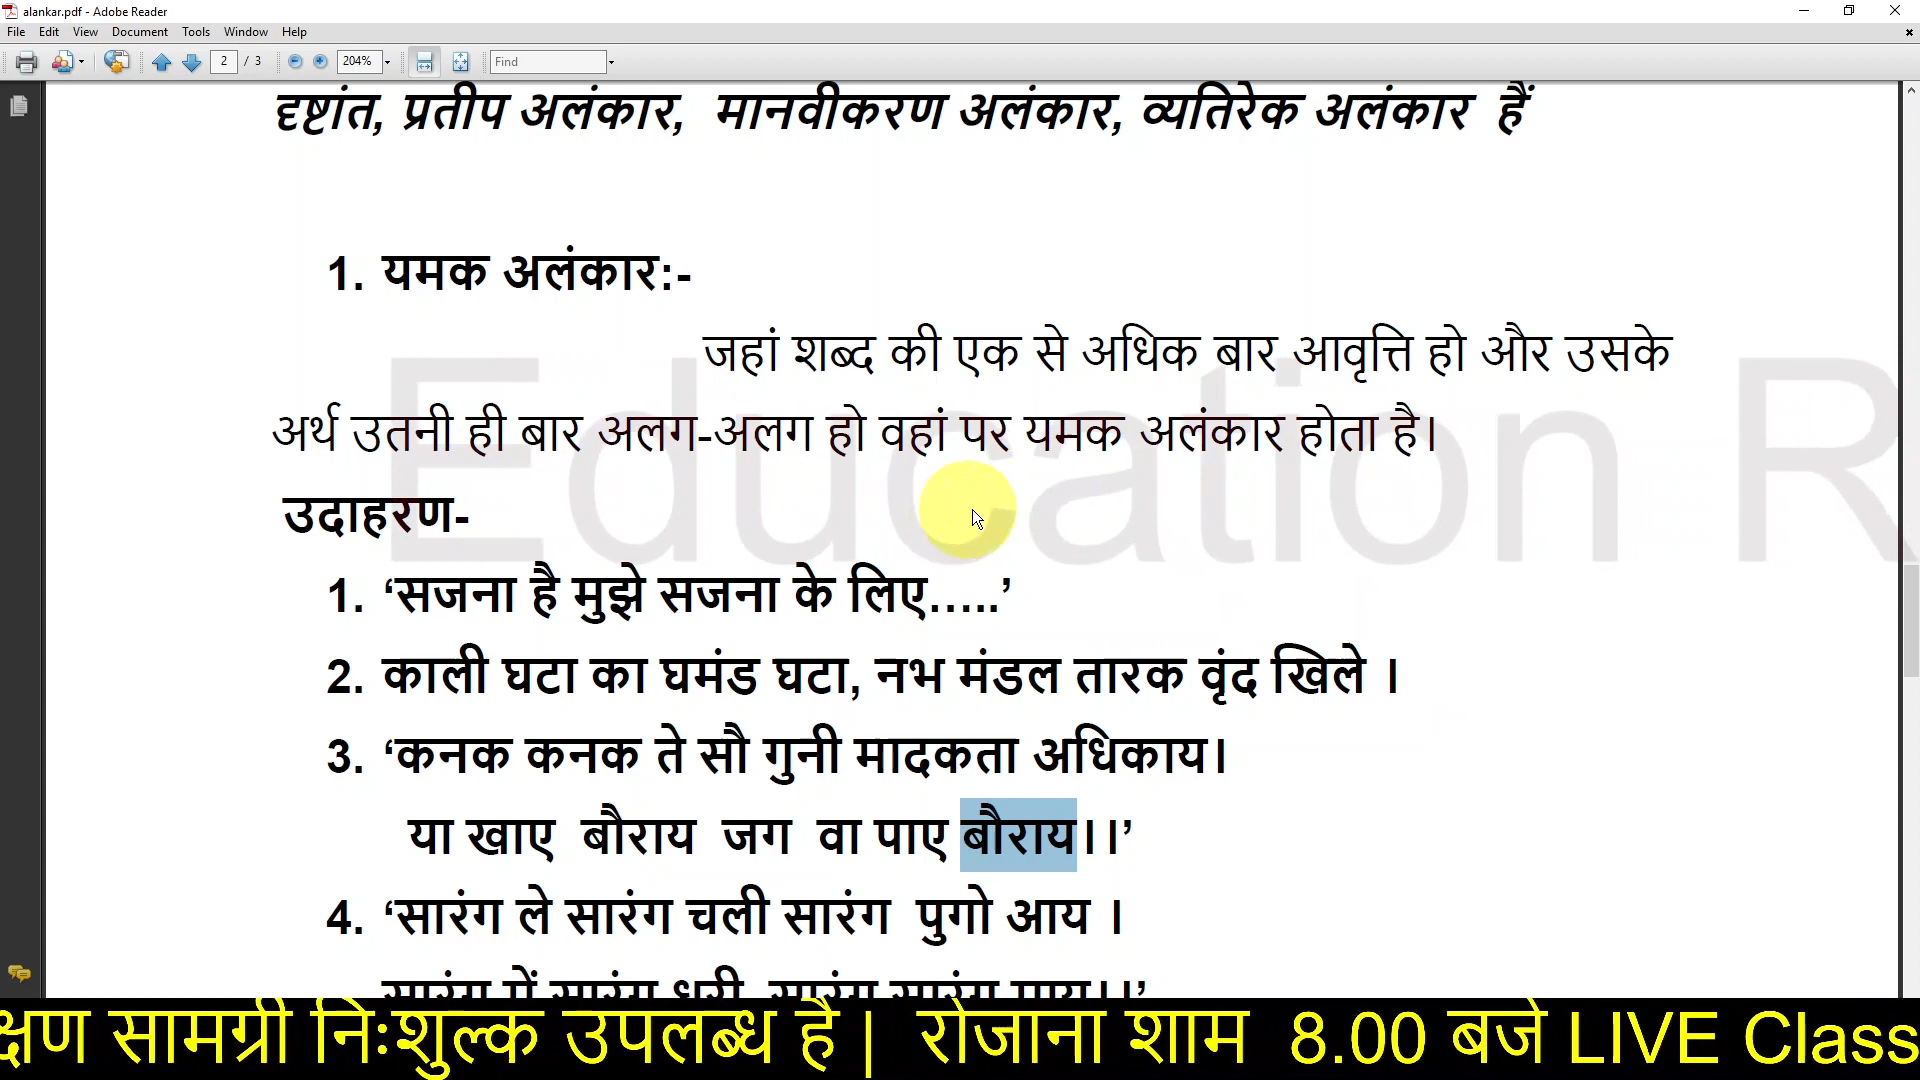 alankar.pdf - Adobe Reader
File Edit View Document Tools Window Help
2 / 3 204% Find
दृष्टांत, प्रतीप अलंकार, मानवीकरण अलंकार, व्यतिरेक अलंकार हैं
1. यमक अलंकार:-
जहां शब्द की एक से अधिक बार आवृत्ति हो और उसके
अर्थ उतनी ही बार अलग-अलग हो वहां पर यमक अलंकार होता है।
Education R
उदाहरण-
1. ‘सजना है मुझे सजना के लिए…..’
2. काली घटा का घमंड घटा, नभ मंडल तारक वृंद खिले ।
3. ‘कनक कनक ते सौ गुनी मादकता अधिकाय।
या खाए बौराय जग वा पाए बौराय।।’
4. ‘सारंग ले सारंग चली सारंग पुगो आय ।
सारंग में सारंग धरी, सारंग सारंग
क्षण सामग्री निःशुल्क उपलब्ध है | रोजाना शाम 8.00 बजे LIVE Class